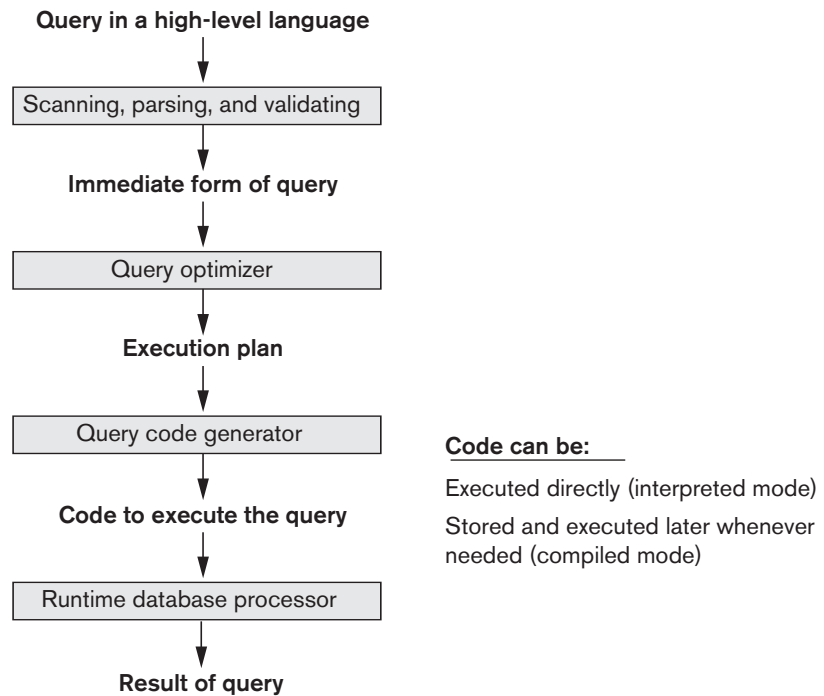 Query in a high-level language
Scanning, parsing, and validating
Immediate form of query
Query optimizer
Execution plan
Query code generator
Code to execute the query
Runtime database processor
Result of query
Code can be:
Executed directly (interpreted mode)
Stored and executed later whenever
needed (compiled mode)